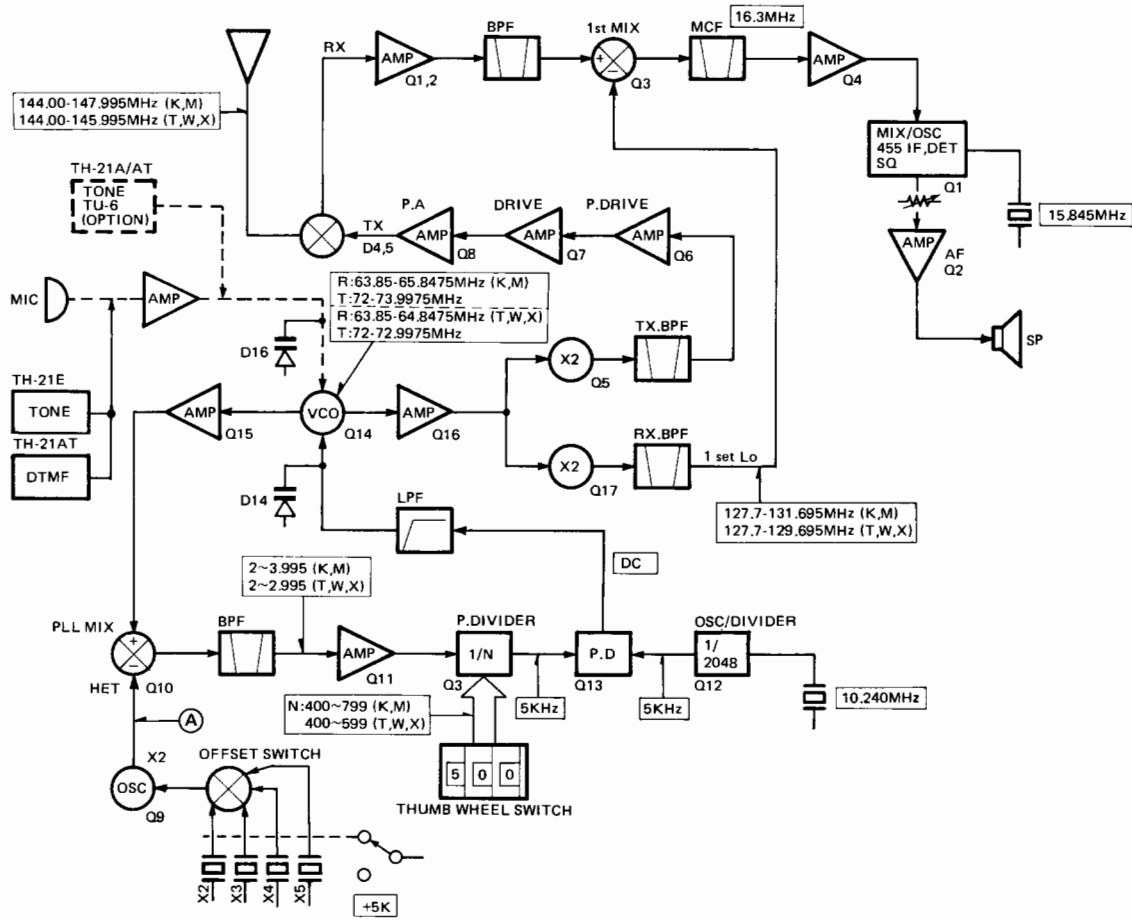 RX
AMP
Q1,2
BPF
1st MIX
+
−
Q3
MCF
16.3MHz
AMP
Q4
144.00-147.995MHz (K,M)
144.00-145.995MHz (T,W,X)
MIX/OSC
455 IF,DET
SQ
Q1
15.845MHz
TH-21A/AT
TONE
TU-6
(OPTION)
TX
D4,5
P.A
AMP
Q8
DRIVE
AMP
Q7
P.DRIVE
AMP
Q6
AMP
AF
Q2
SP
MIC
AMP
R:63.85-65.8475MHz (K,M)
T:72-73.9975MHz
R:63.85-64.8475MHz (T,W,X)
T:72-72.9975MHz
D16
X2
Q5
TX.BPF
TH-21E
TONE
TH-21AT
DTMF
AMP
Q15
VCO
Q14
AMP
Q16
X2
Q17
RX.BPF
1 set Lo
127.7-131.695MHz (K,M)
127.7-129.695MHz (T,W,X)
D14
LPF
DC
2~3.995 (K,M)
2~2.995 (T,W,X)
PLL MIX
+
−
HET
Q10
BPF
AMP
Q11
P.DIVIDER
1/N
Q3
P.D
Q13
OSC/DIVIDER
1/
2048
Q12
5KHz
5KHz
10.240MHz
N:400~799 (K,M)
400~599 (T,W,X)
A
X2
OSC
Q9
OFFSET SWITCH
5 0 0
THUMB WHEEL SWITCH
X2
X3
X4
X5
+5K